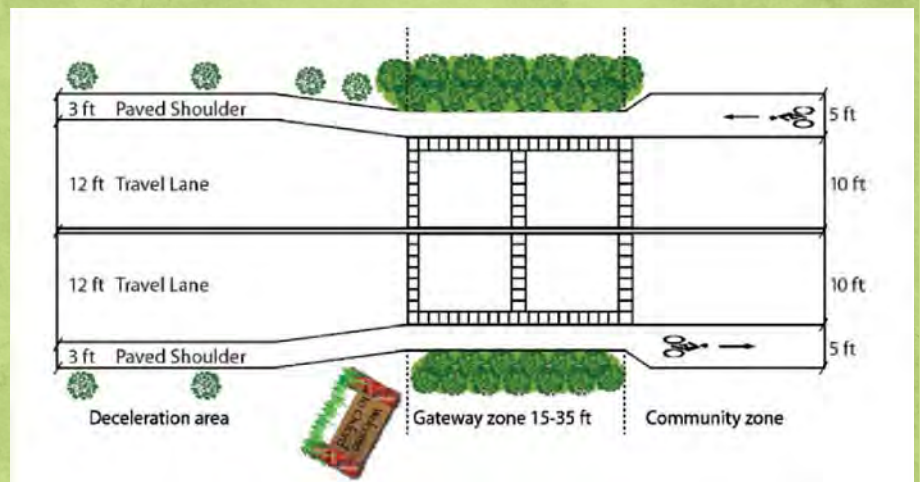 3 ft Paved Shoulder
5 ft
12 ft Travel Lane
10 ft
12 ft Travel Lane
10 ft
3 ft Paved Shoulder
5 ft
Welcome
Deceleration area
Gateway zone 15-35 ft
Community zone